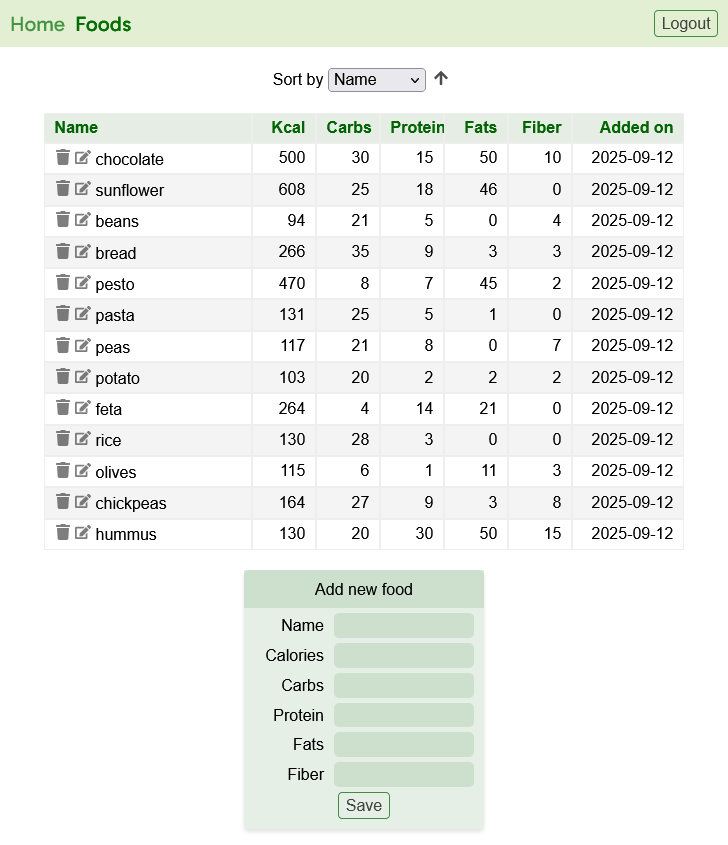 Home Foods Logout
Sort by Name
Name Kcal Carbs Protein Fats Fiber Added on
chocolate 500 30 15 50 10 2025-09-12
sunflower 608 25 18 46 0 2025-09-12
beans 94 21 5 0 4 2025-09-12
bread 266 35 9 3 3 2025-09-12
pesto 470 8 7 45 2 2025-09-12
pasta 131 25 5 1 0 2025-09-12
peas 117 21 8 0 7 2025-09-12
potato 103 20 2 2 2 2025-09-12
feta 264 4 14 21 0 2025-09-12
rice 130 28 3 0 0 2025-09-12
olives 115 6 1 11 3 2025-09-12
chickpeas 164 27 9 3 8 2025-09-12
hummus 130 20 30 50 15 2025-09-12
Add new food
Name
Calories
Carbs
Protein
Fats
Fiber
Save